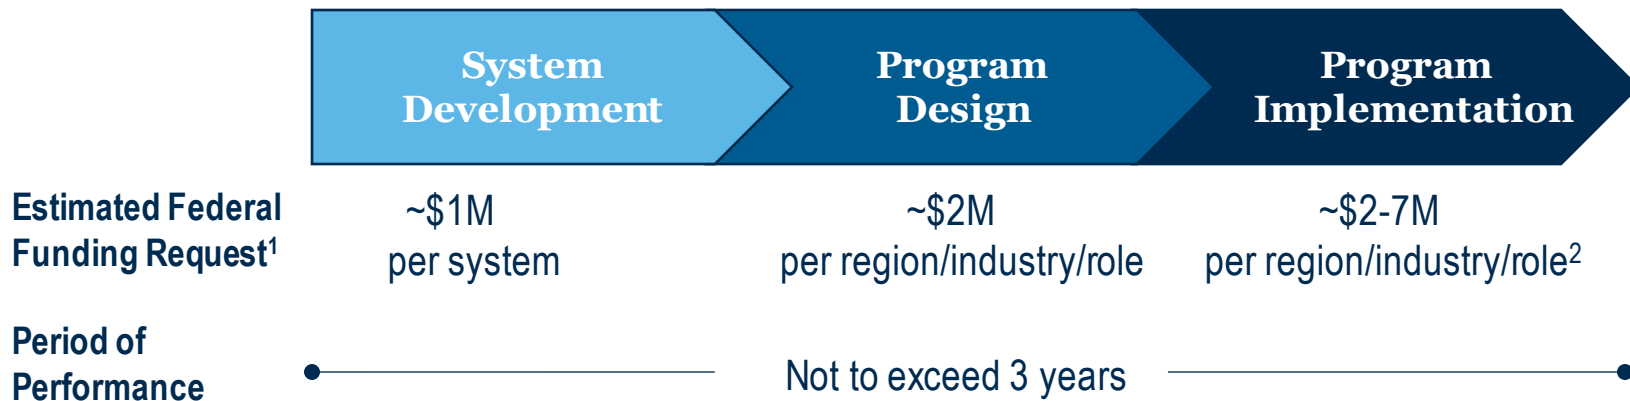 System
Development
Program
Design
Program
Implementation
Estimated Federal
Funding Request¹
~$1M
per system
~$2M
per region/industry/role
~$2-7M
per region/industry/role²
Period of
Performance
Not to exceed 3 years